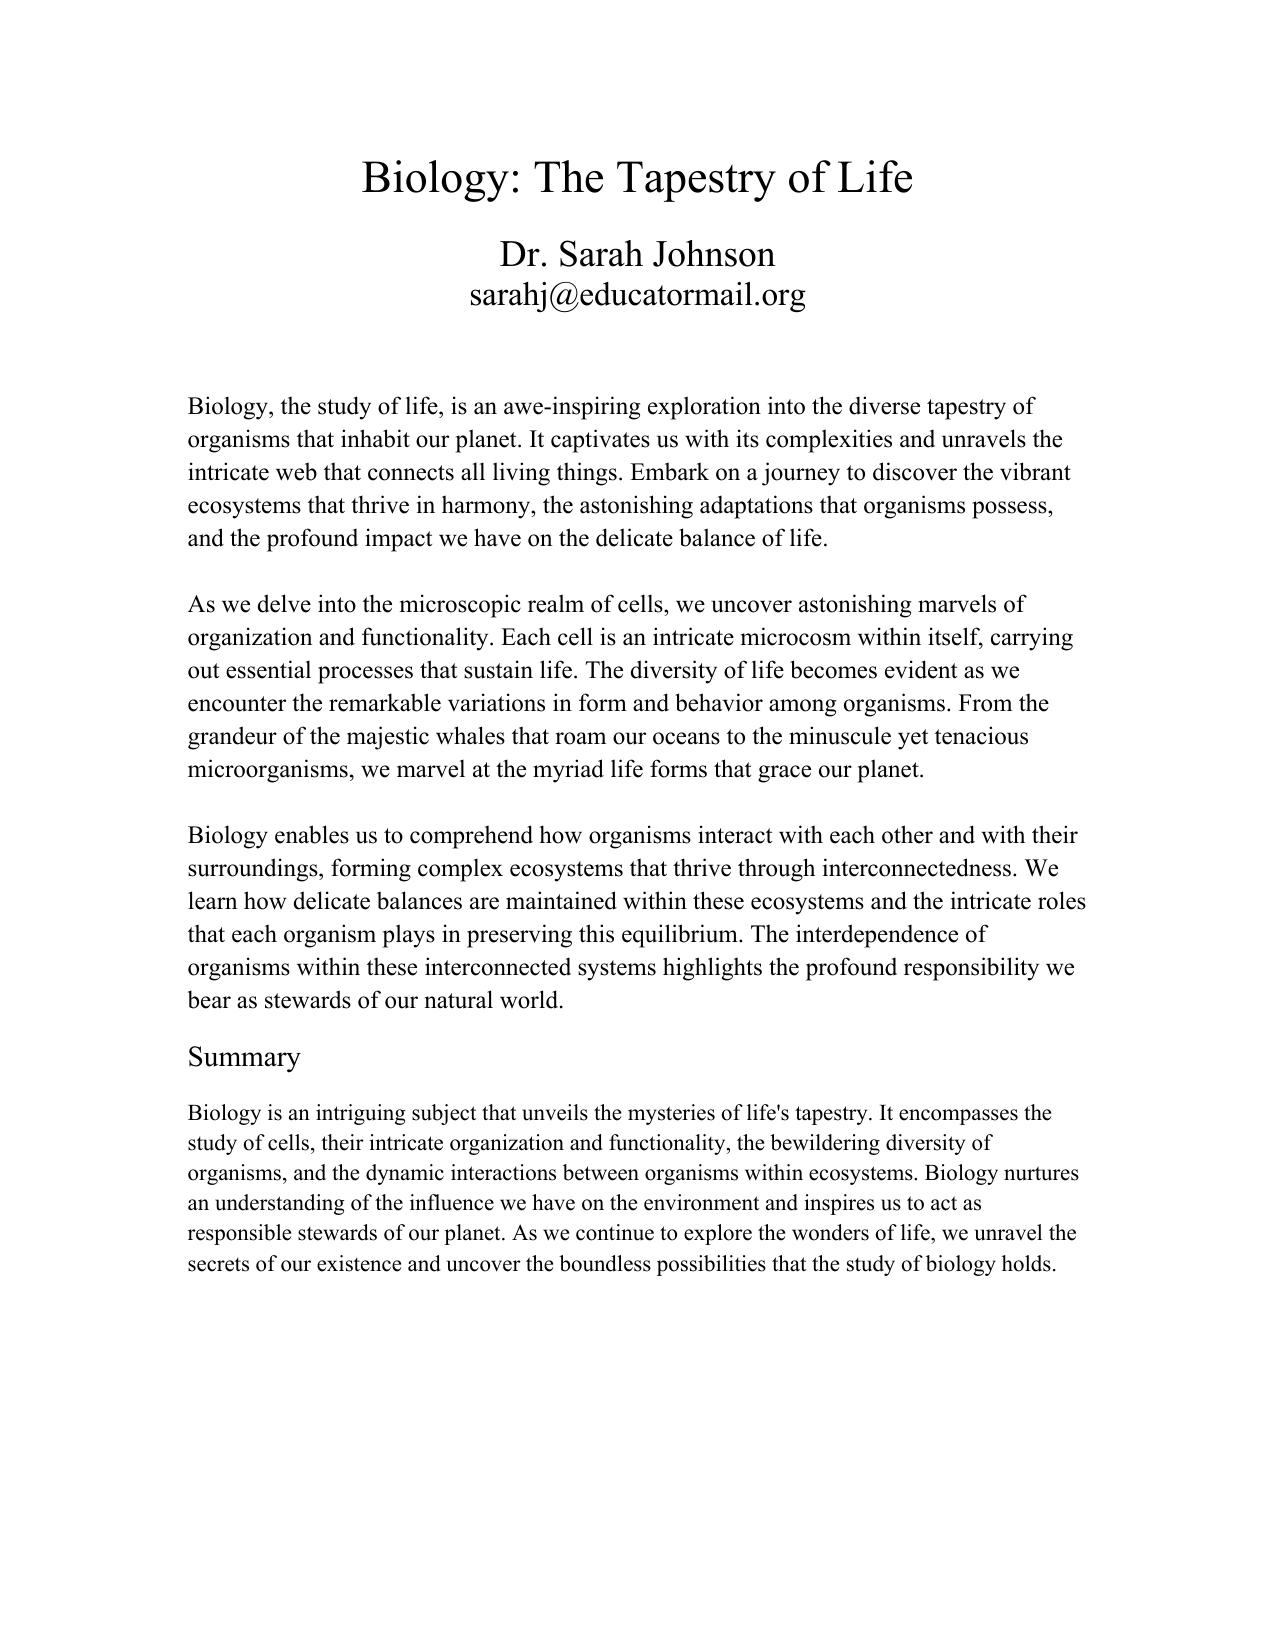 Biology: The Tapestry of Life
Dr. Sarah Johnson
sarahj@educatormail.org
Biology, the study of life, is an awe-inspiring exploration into the diverse tapestry of
organisms that inhabit our planet. It captivates us with its complexities and unravels the
intricate web that connects all living things. Embark on a journey to discover the vibrant
ecosystems that thrive in harmony, the astonishing adaptations that organisms possess,
and the profound impact we have on the delicate balance of life.
As we delve into the microscopic realm of cells, we uncover astonishing marvels of
organization and functionality. Each cell is an intricate microcosm within itself, carrying
out essential processes that sustain life. The diversity of life becomes evident as we
encounter the remarkable variations in form and behavior among organisms. From the
grandeur of the majestic whales that roam our oceans to the minuscule yet tenacious
microorganisms, we marvel at the myriad life forms that grace our planet.
Biology enables us to comprehend how organisms interact with each other and with their
surroundings, forming complex ecosystems that thrive through interconnectedness. We
learn how delicate balances are maintained within these ecosystems and the intricate roles
that each organism plays in preserving this equilibrium. The interdependence of
organisms within these interconnected systems highlights the profound responsibility we
bear as stewards of our natural world.
Summary
Biology is an intriguing subject that unveils the mysteries of life's tapestry. It encompasses the
study of cells, their intricate organization and functionality, the bewildering diversity of
organisms, and the dynamic interactions between organisms within ecosystems. Biology nurtures
an understanding of the influence we have on the environment and inspires us to act as
responsible stewards of our planet. As we continue to explore the wonders of life, we unravel the
secrets of our existence and uncover the boundless possibilities that the study of biology holds.